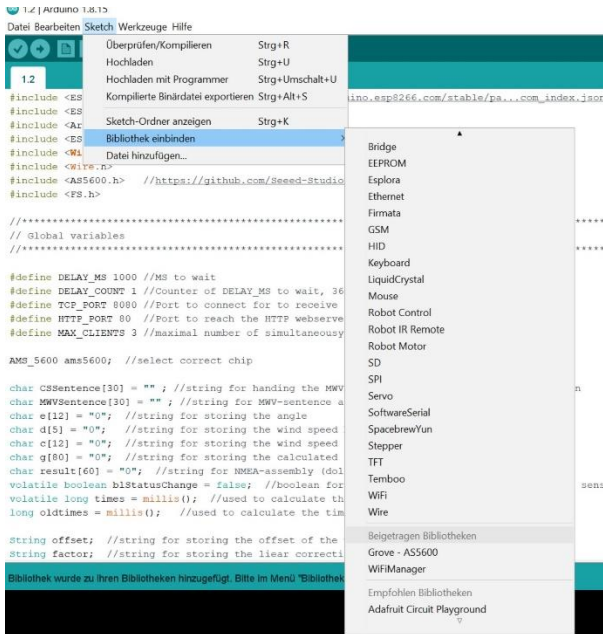 1.2 | Arduino 1.8.15
Datei Bearbeiten Sketch Werkzeuge Hilfe
Überprüfen/Kompilieren Strg+R
Hochladen Strg+U
Hochladen mit Programmer Strg+Umschalt+U
Kompilierte Binärdatei exportieren Strg+Alt+S
Sketch-Ordner anzeigen Strg+K
Bibliothek einbinden
Datei hinzufügen...
1.2
#include <ES ino.esp8266.com/stable/pa...com_index.json
#include <ES
#include <Ar
#include <ES
#include <Wi
#include <Wire.h>
#include <AS5600.h> //https://github.com/Seeed-Studio
#include <FS.h>
// Global variables
#define DELAY_MS 1000 //MS to wait
#define DELAY_COUNT 1 //Counter of DELAY_MS to wait, 36
#define TCP_PORT 8080 //Port to connect for to receive
#define HTTP_PORT 80 //Port to reach the HTTP webserve
#define MAX_CLIENTS 3 //maximal number of simultaneousy
AMS_5600 ams5600; //select correct chip
char CSSentence[30] = "" ; //string for handing the MWV n
char MWVSentence[30] = "" ; //string for MWV-sentence a
char e[12] = "0"; //string for storing the angle
char d[5] = "0"; //string for storing the wind speed
char c[12] = "0"; //string for storing the wind speed
char g[80] = "0"; //string for storing the calculated
char result[60] = "0"; //string for NMEA-assembly (dol
volatile boolean blStatusChange = false; //boolean for sens
volatile long times = millis(); //used to calculate th
long oldtimes = millis(); //used to calculate the tim
String offset; //string for storing the offset of the
String factor; //string for storing the liear correcti
Bibliothek wurde zu Ihren Bibliotheken hinzugefügt. Bitte im Menü "Bibliothek
Bridge
EEPROM
Esplora
Ethernet
Firmata
GSM
HID
Keyboard
LiquidCrystal
Mouse
Robot Control
Robot IR Remote
Robot Motor
SD
SPI
Servo
SoftwareSerial
SpacebrewYun
Stepper
TFT
Temboo
WiFi
Wire
Beigetragen Bibliotheken
Grove - AS5600
WiFiManager
Empfohlen Bibliotheken
Adafruit Circuit Playground